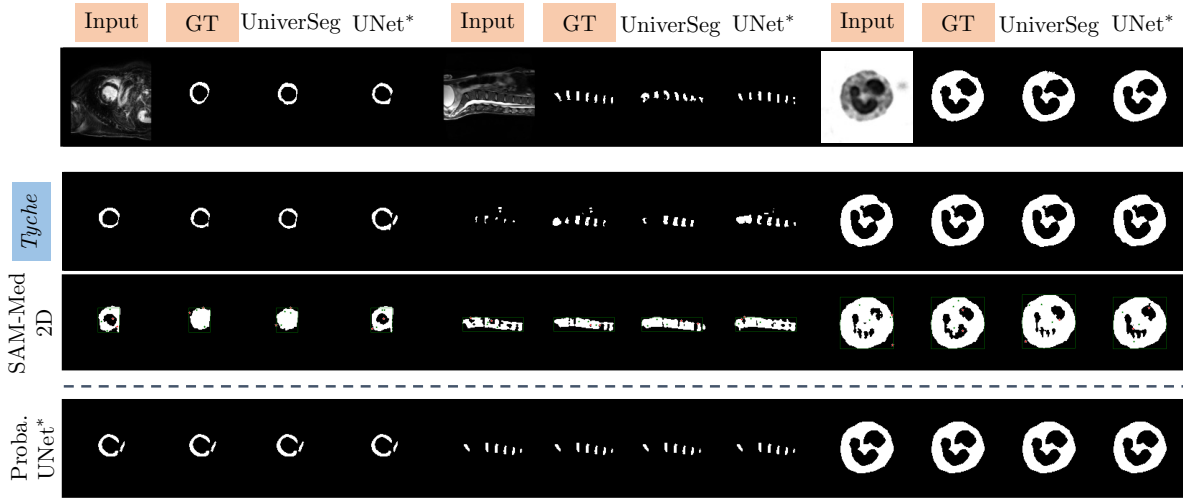 Input GT UniverSeg UNet* Input GT UniverSeg UNet* Input GT UniverSeg UNet*
Tyche
SAM-Med
2D
Proba.
UNet*